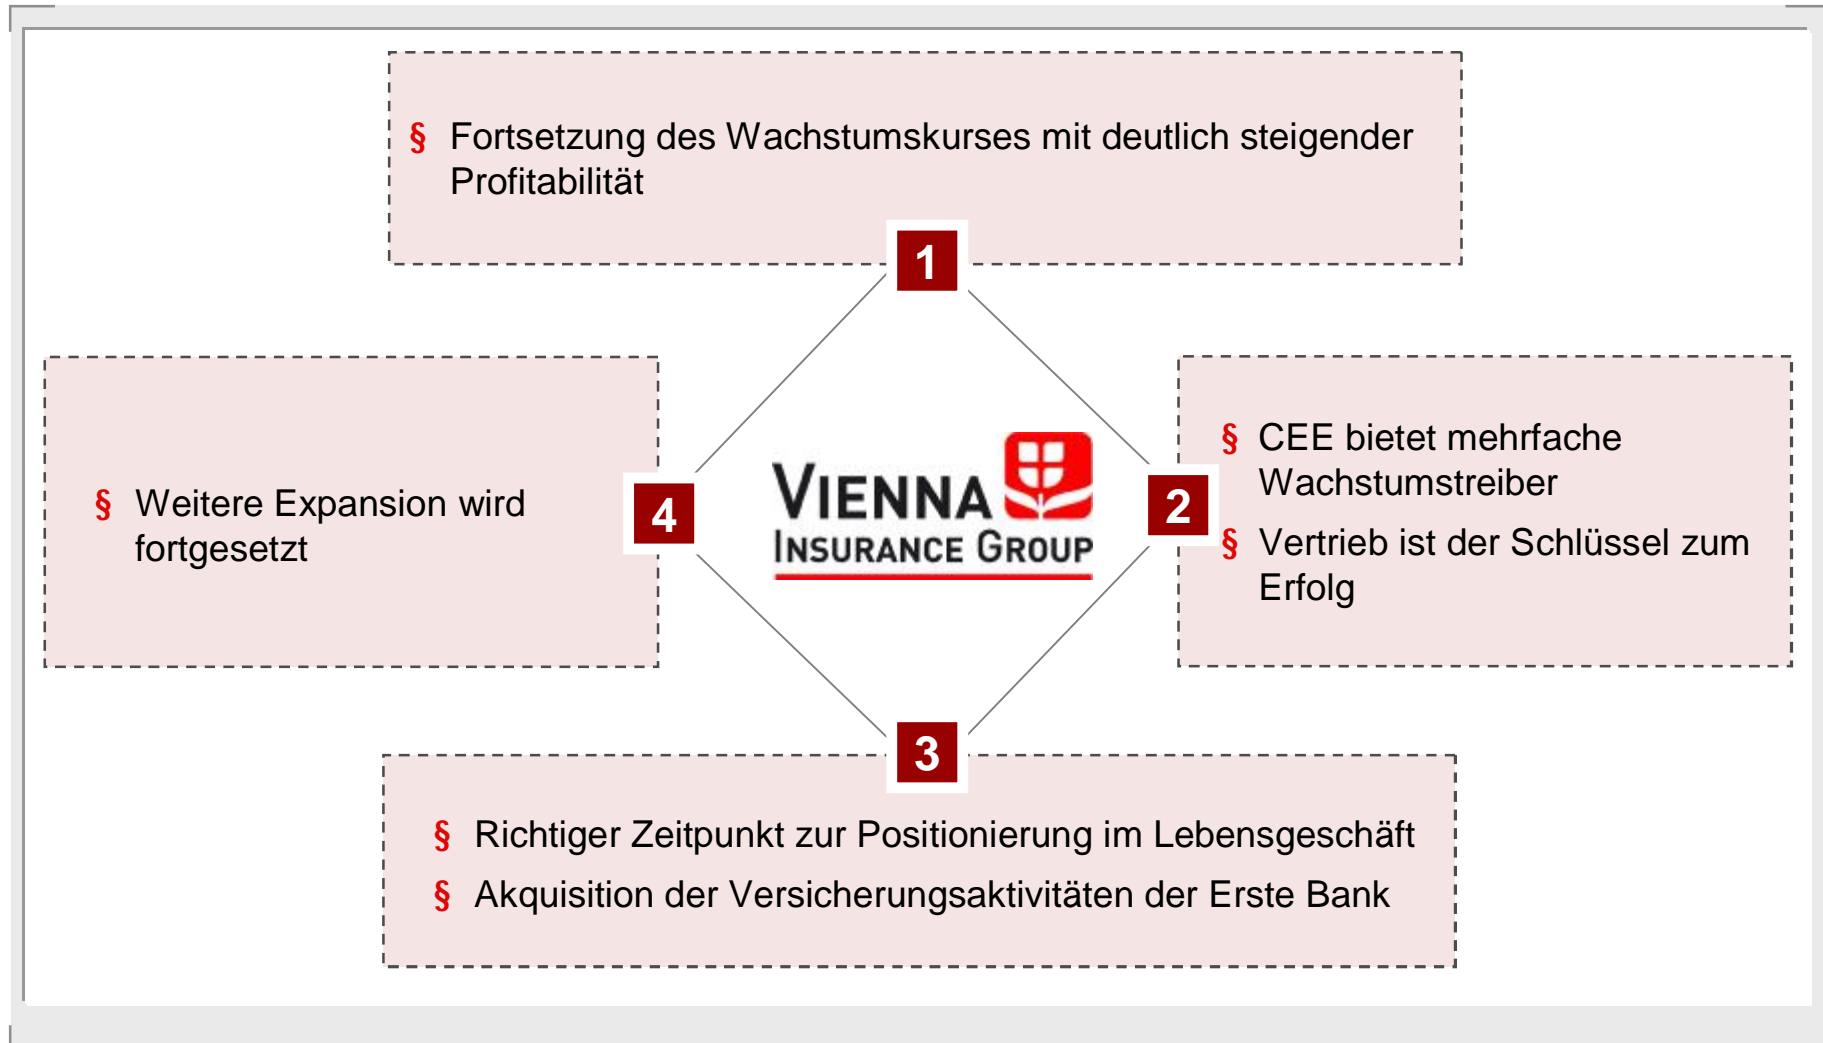 § Fortsetzung des Wachstumskurses mit deutlich steigender
Profitabilität
1
§ CEE bietet mehrfache
Wachstumstreiber
§ Vertrieb ist der Schlüssel zum
Erfolg
2
§ Weitere Expansion wird
fortgesetzt
4
VIENNA
INSURANCE GROUP
3
§ Richtiger Zeitpunkt zur Positionierung im Lebensgeschäft
§ Akquisition der Versicherungsaktivitäten der Erste Bank